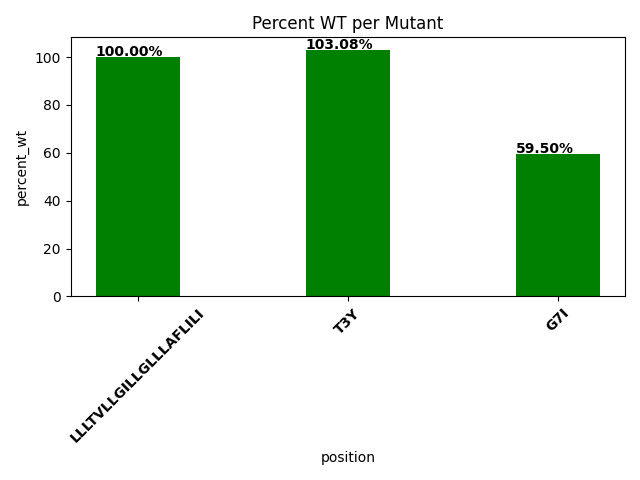 Percent WT per Mutant
100.00%
103.08%
59.50%
percent_wt
100
80
60
40
20
0
LLLTVLLGILLGLLLAFLILI
T3Y
G7I
position